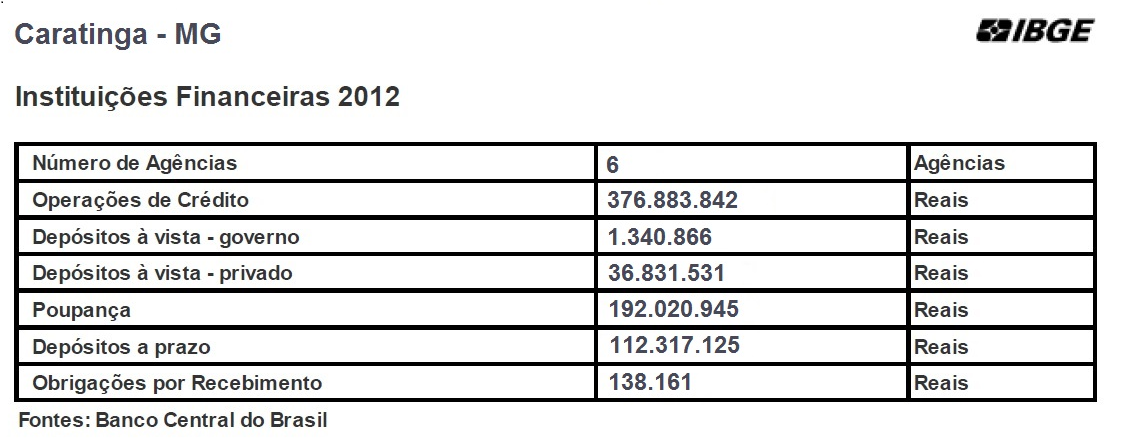 .
Caratinga - MG
IBGE
Instituições Financeiras 2012
Número de Agências 6 Agências
Operações de Crédito 376.883.842 Reais
Depósitos à vista - governo 1.340.866 Reais
Depósitos à vista - privado 36.831.531 Reais
Poupança 192.020.945 Reais
Depósitos a prazo 112.317.125 Reais
Obrigações por Recebimento 138.161 Reais
Fontes: Banco Central do Brasil